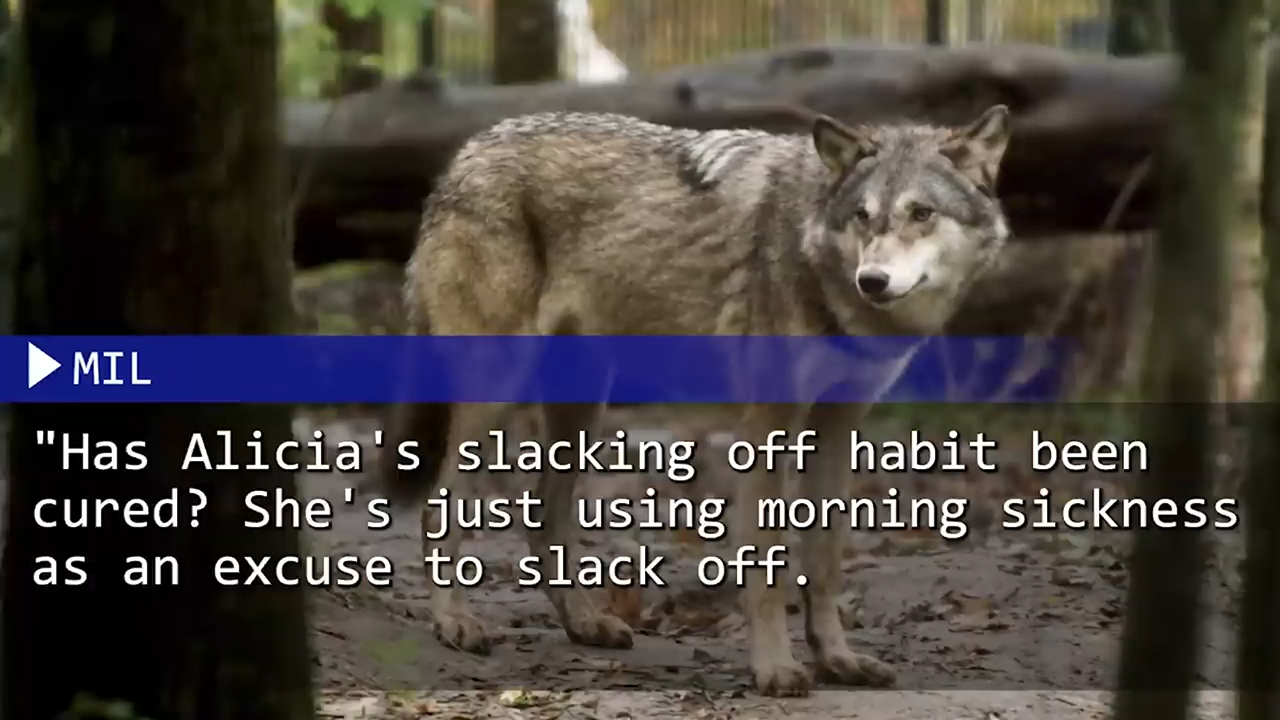 MIL
"Has Alicia's slacking off habit been
cured? She's just using morning sickness
as an excuse to slack off.